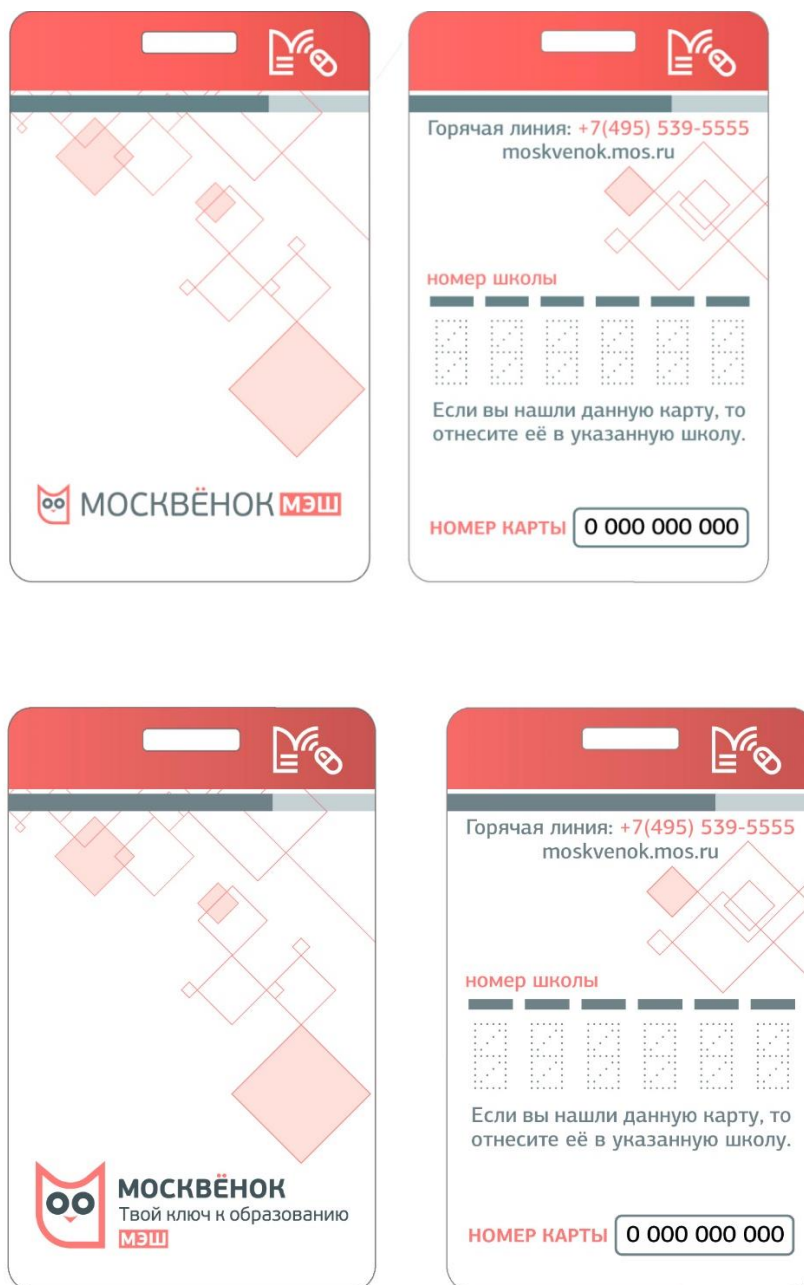 МОСКВЁНОК МЭШ
Горячая линия: +7(495) 539-5555
moskvenok.mos.ru
номер школы
Если вы нашли данную карту, то
отнесите её в указанную школу.
НОМЕР КАРТЫ 0 000 000 000
МОСКВЁНОК
Твой ключ к образованию
МЭШ
Горячая линия: +7(495) 539-5555
moskvenok.mos.ru
номер школы
Если вы нашли данную карту, то
отнесите её в указанную школу.
НОМЕР КАРТЫ 0 000 000 000